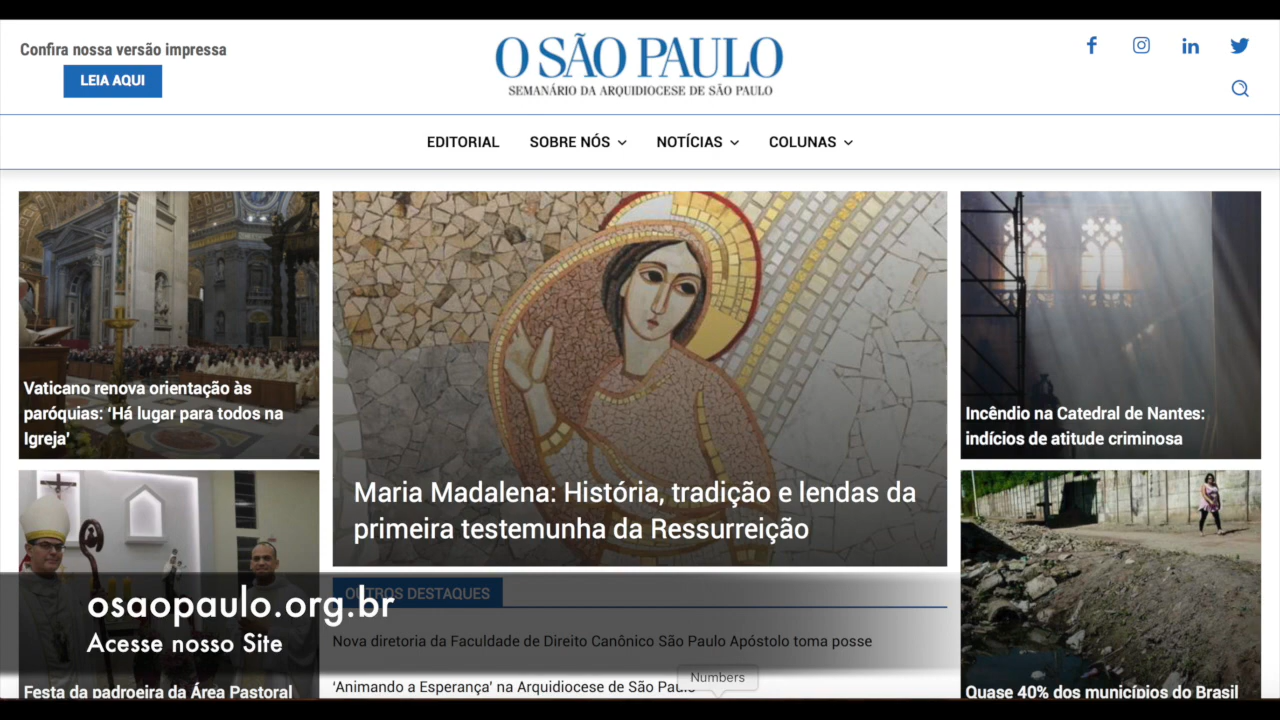 Confira nossa versão impressa
LEIA AQUI
O SÃO PAULO
SEMANÁRIO DA ARQUIDIOCESE DE SÃO PAULO
EDITORIAL
SOBRE NÓS
NOTÍCIAS
COLUNAS
Vaticano renova orientação às
paróquias: ‘Há lugar para todos na
Igreja’
Maria Madalena: História, tradição e lendas da
primeira testemunha da Ressurreição
Incêndio na Catedral de Nantes:
indícios de atitude criminosa
OUTROS DESTAQUES
osaopaulo.org.br
Acesse nosso Site
Nova diretoria da Faculdade de Direito Canônico São Paulo Apóstolo toma posse
Numbers
‘Animando a Esperança’ na Arquidiocese de São Paulo
Festa da padroeira da Área Pastoral
Quase 40% dos municípios do Brasil